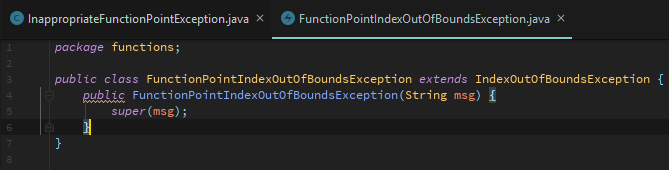 InappropriateFunctionPointException.java
FunctionPointIndexOutOfBoundsException.java
1 package functions;
2
3 public class FunctionPointIndexOutOfBoundsException extends IndexOutOfBoundsException {
4 public FunctionPointIndexOutOfBoundsException(String msg) {
5 super(msg);
6 }
7 }
8